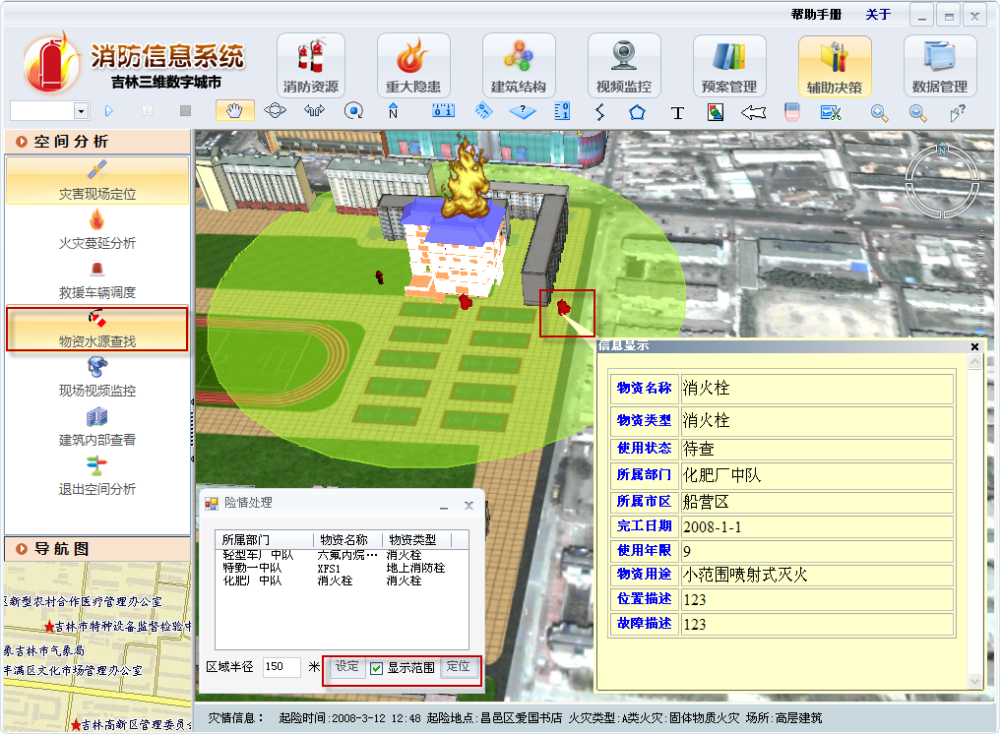 帮助手册 关于
消防信息系统
吉林三维数字城市
消防资源 重大隐患 建筑结构 视频监控 预案管理 辅助决策 数据管理
空间分析
灾害现场定位
火灾蔓延分析
救援车辆调度
物资水源查找
现场视频监控
建筑内部查看
退出空间分析
导航图
区新型农村合作医疗管理办公室
吉林市特种设备监督检验中
象吉林市气象局
丰满区文化市场管理办公室
吉林高新区管理委员会
N
信息显示
物资名称 消火栓
物资类型 消火栓
使用状态 待查
所属部门 化肥厂中队
所属市区 船营区
完工日期 2008-1-1
使用年限 9
物资用途 小范围喷射式灭火
位置描述 123
故障描述 123
险情处理
所属部门 物资名称 物资类型
轻型车厂中队 六氟丙烷… 消火栓
特勤一中队 XFS1 地上消防栓
化肥厂中队 消火栓 消火栓
区域半径 150 米 设定 显示范围 定位
灾情信息： 起险时间:2008-3-12 12:48 起险地点:昌邑区爱国书店 火灾类型:A类火灾:固体物质火灾 场所:高层建筑